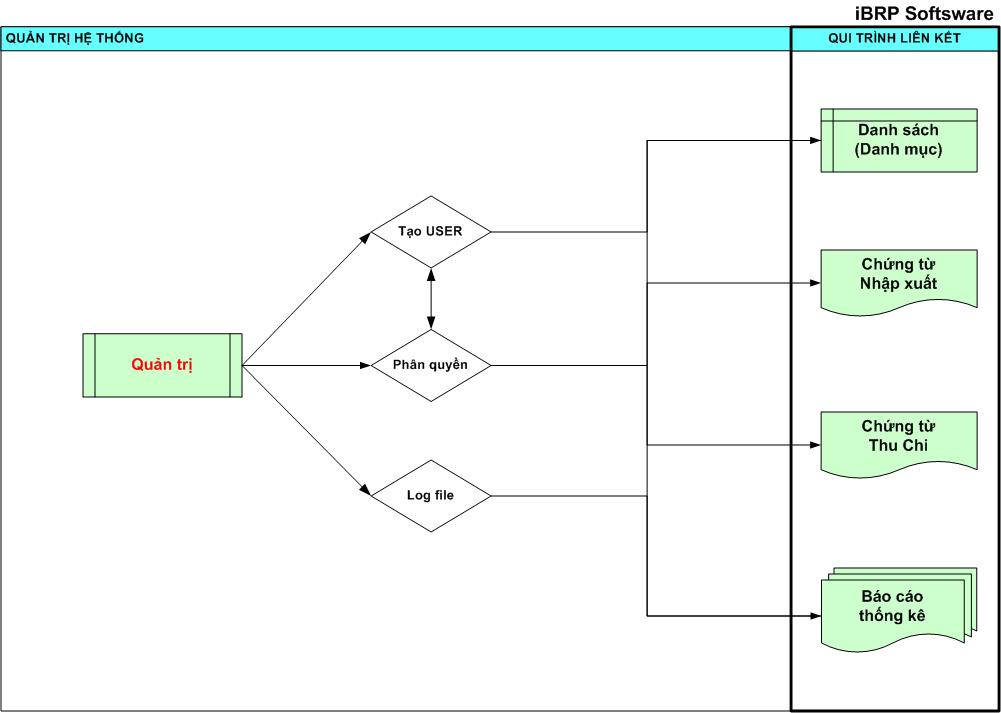 iBRP Softsware
QUẢN TRỊ HỆ THỐNG
QUI TRÌNH LIÊN KẾT
Danh sách
(Danh mục)
Tạo USER
Chứng từ
Nhập xuất
Quản trị
Phân quyền
Chứng từ
Thu Chi
Log file
Báo cáo
thống kê